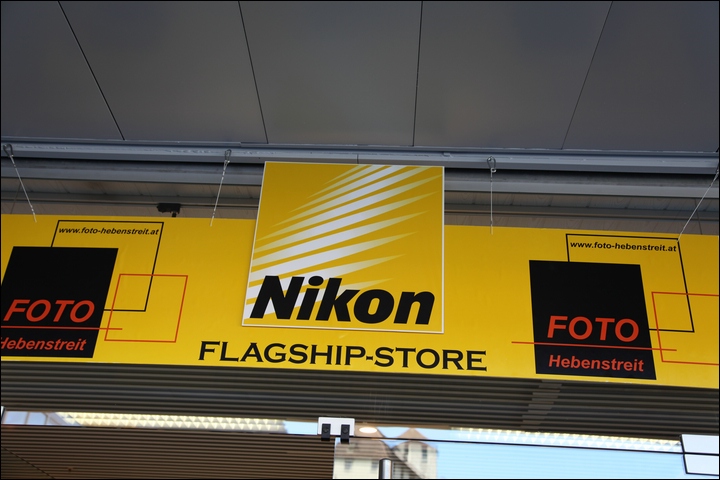 www.foto-hebenstreit.at
FOTO
Hebenstreit
Nikon
FLAGSHIP-STORE
www.foto-hebenstreit.at
FOTO
Hebenstreit